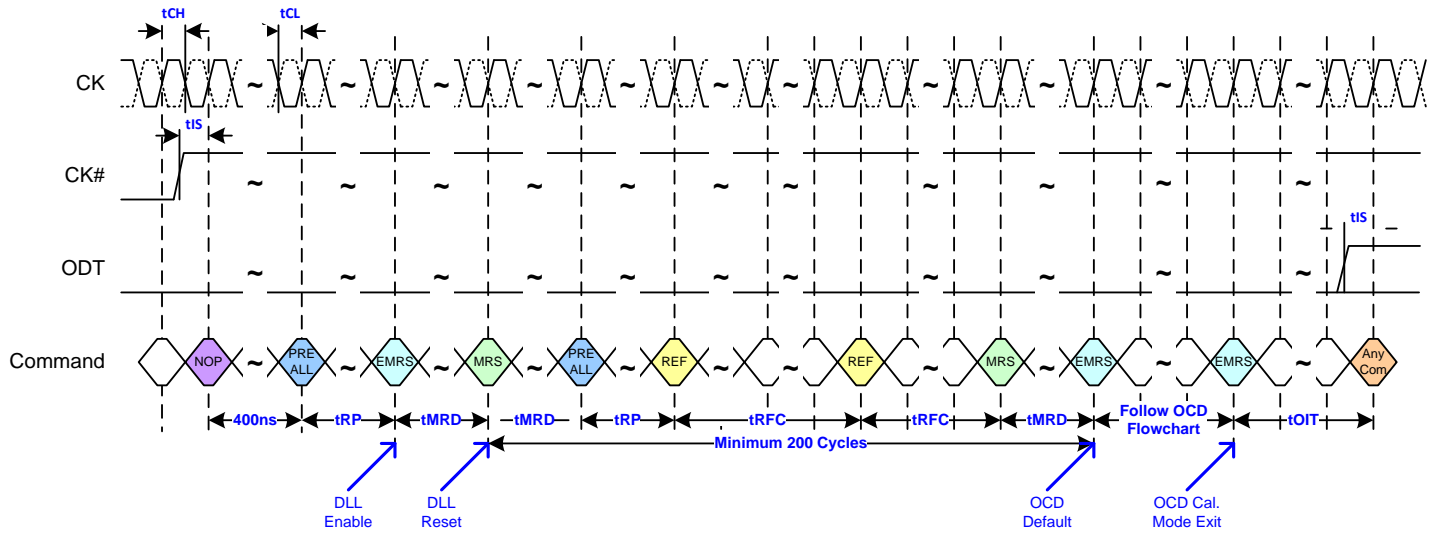 tCH
tCL
CK
~ ~ ~ ~ ~ ~ ~ ~ ~ ~ ~ ~
tIS
CK#
~ ~ ~ ~ ~ ~ ~ ~ ~ ~ ~ ~
tIS
ODT
~ ~ ~ ~ ~ ~ ~ ~ ~ ~ ~ ~
Command
NOP
~
PRE
ALL
~
EMRS
~
MRS
~
PRE
ALL
~
REF
~
~
REF
~
MRS
~
EMRS
~
EMRS
~
Any
Com
400ns
tRP
tMRD
tMRD
tRP
tRFC
tRFC
tMRD
Follow OCD
Flowchart
tOIT
Minimum 200 Cycles
DLL
Enable
DLL
Reset
OCD
Default
OCD Cal.
Mode Exit